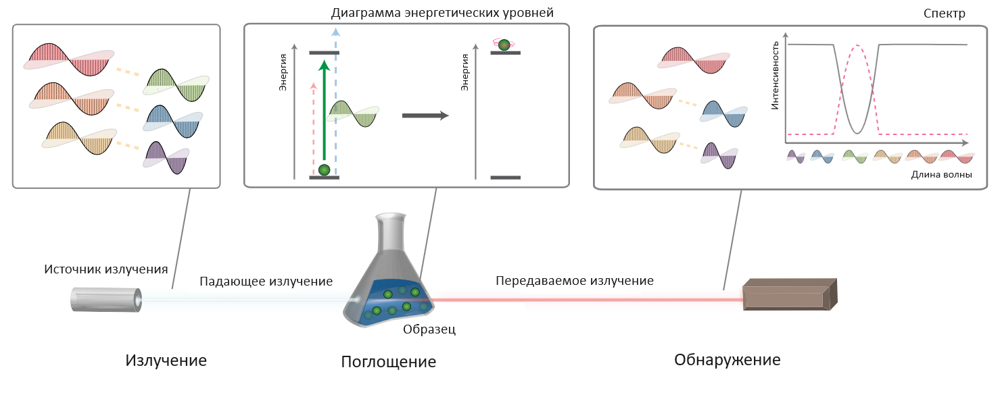 Диаграмма энергетических уровней
Спектр
Энергия
Энергия
Интенсивность
Длина волны
Источник излучения
Падающее излучение
Передаваемое излучение
Образец
Излучение
Поглощение
Обнаружение